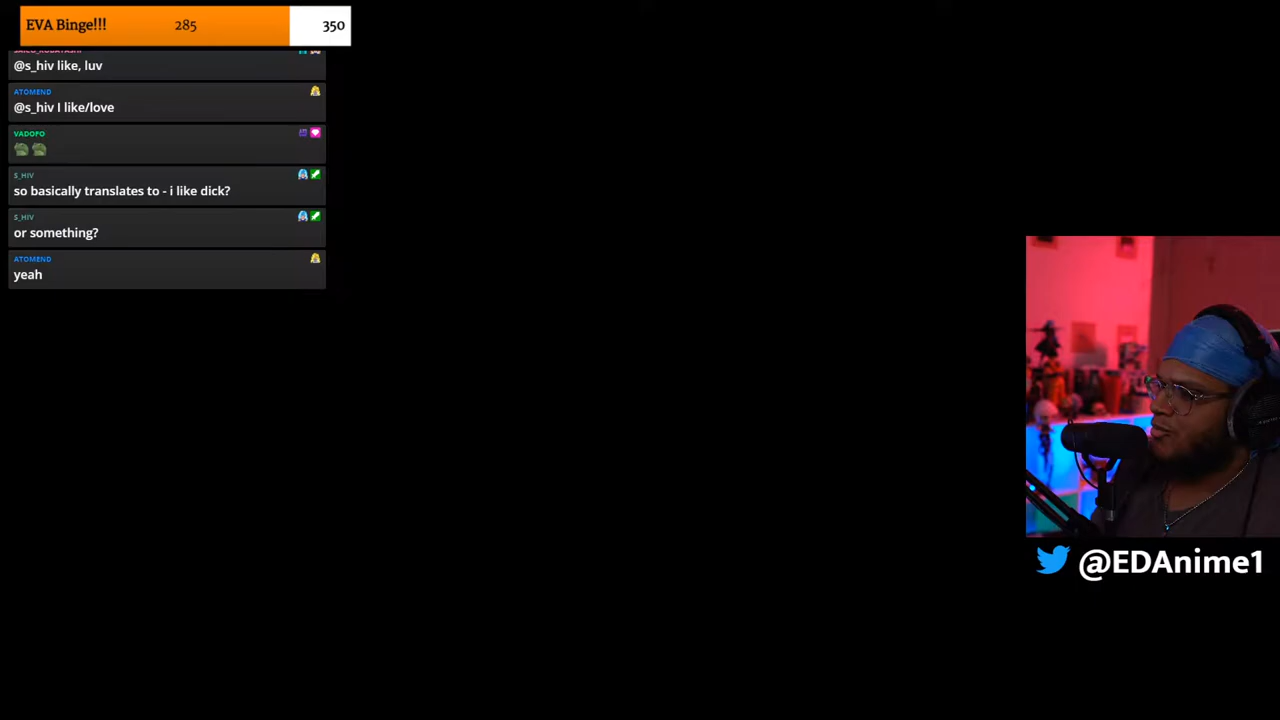 EVA Binge!!! 285 350
@s_hiv like, luv
ATOMEND
@s_hiv I like/love
VADOFO
S_HIV
so basically translates to - i like dick?
S_HIV
or something?
ATOMEND
yeah
@EDAnime1